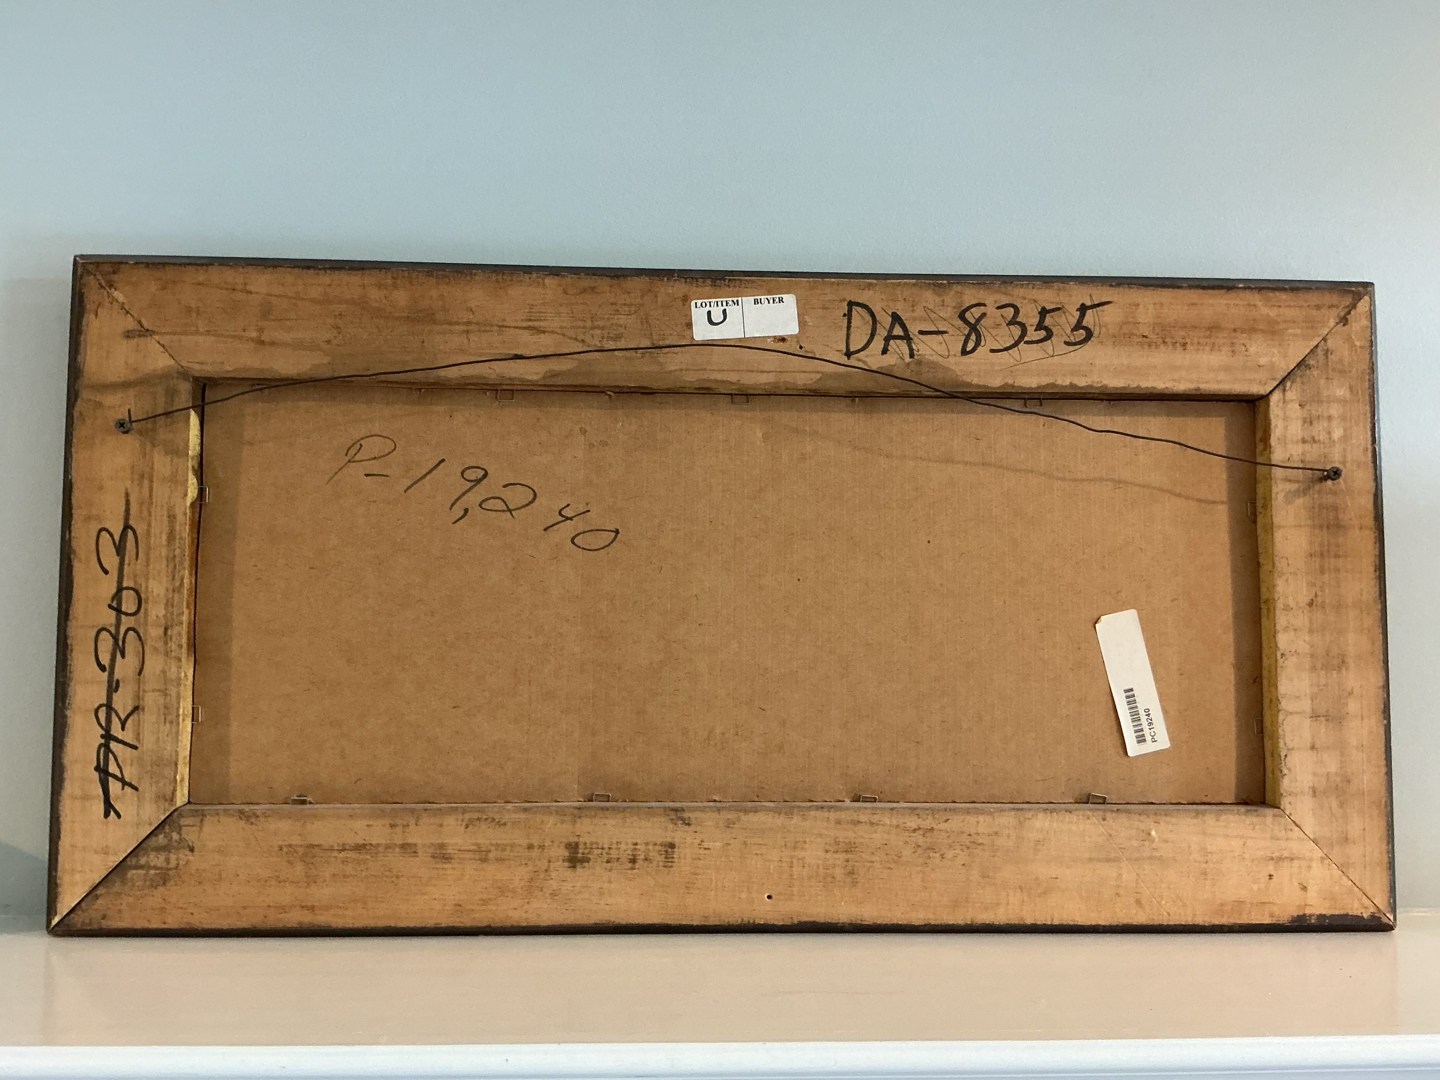 LOT/ITEM BUYER
U
DA-8355
P-19,240
PR-303
PC19240